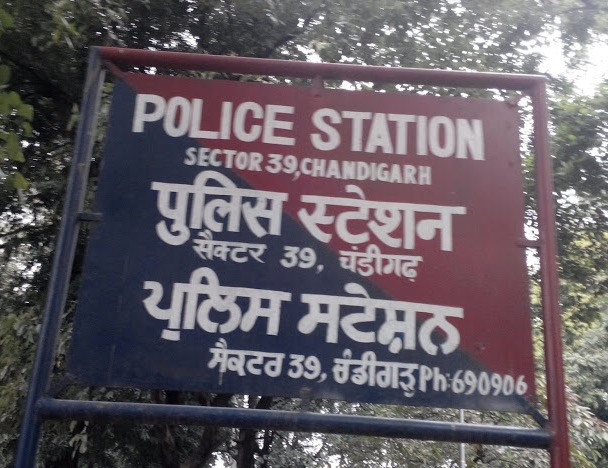 POLICE STATION
SECTOR 39, CHANDIGARH
पुलिस स्टेशन
सैक्टर 39, चंडीगढ़
ਪੁਲਿਸ ਸਟੇਸ਼ਨ
ਸੈਕਟਰ 39, ਚੰਡੀਗੜ੍ਹ Ph: 690906